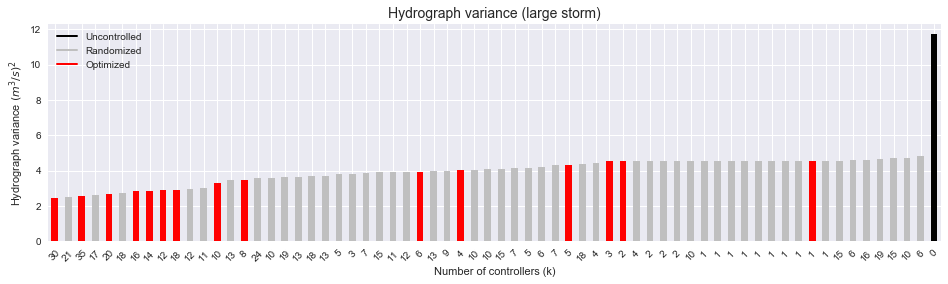 Hydrograph variance (large storm)
Hydrograph variance (m³/s)²
12
10
8
6
4
2
0
Uncontrolled
Randomized
Optimized
30 21 35 17 20 18 16 14 12 18 12 11 10 13 8 24 10 19 13 18 13 5 3 7 15 11 12 6 13 9 4 10 10 15 7 5 6 7 5 18 4 3 2 4 2 2 2 10 1 1 1 1 1 1 1 1 1 1 15 6 16 19 15 10 6 0
Number of controllers (k)